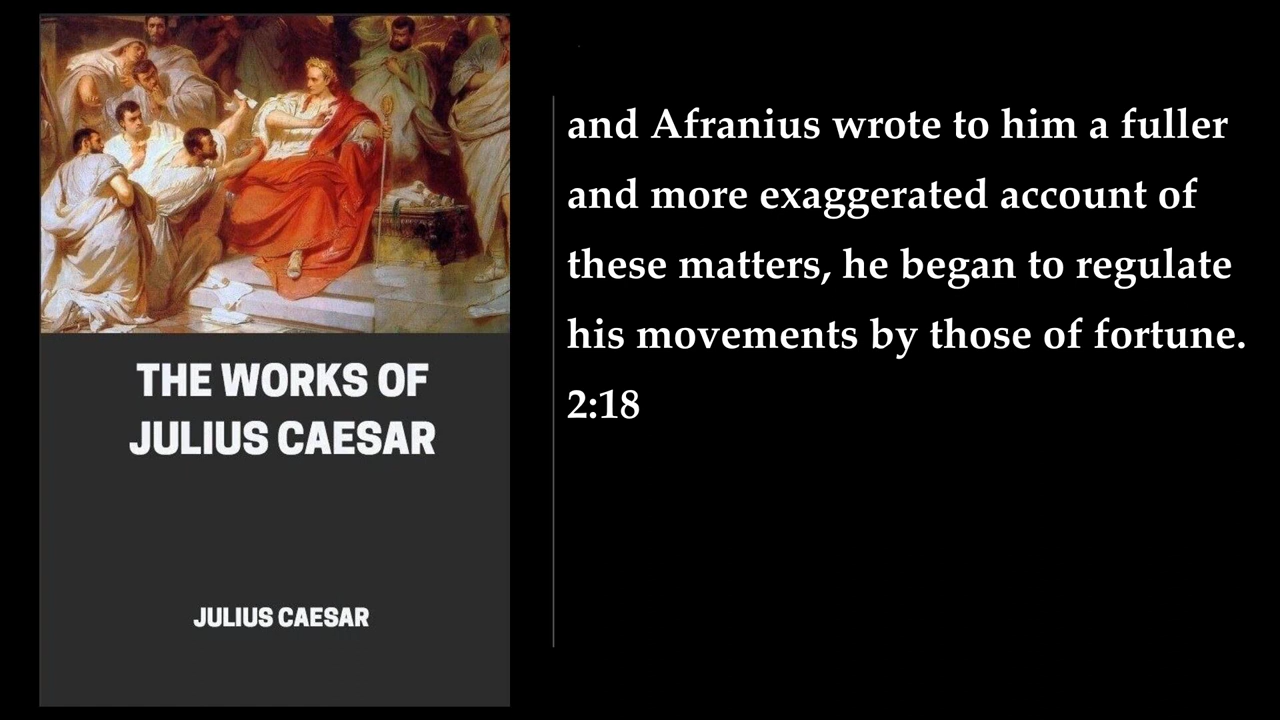 THE WORKS OF
JULIUS CAESAR
JULIUS CAESAR
and Afranius wrote to him a fuller
and more exaggerated account of
these matters, he began to regulate
his movements by those of fortune.
2:18